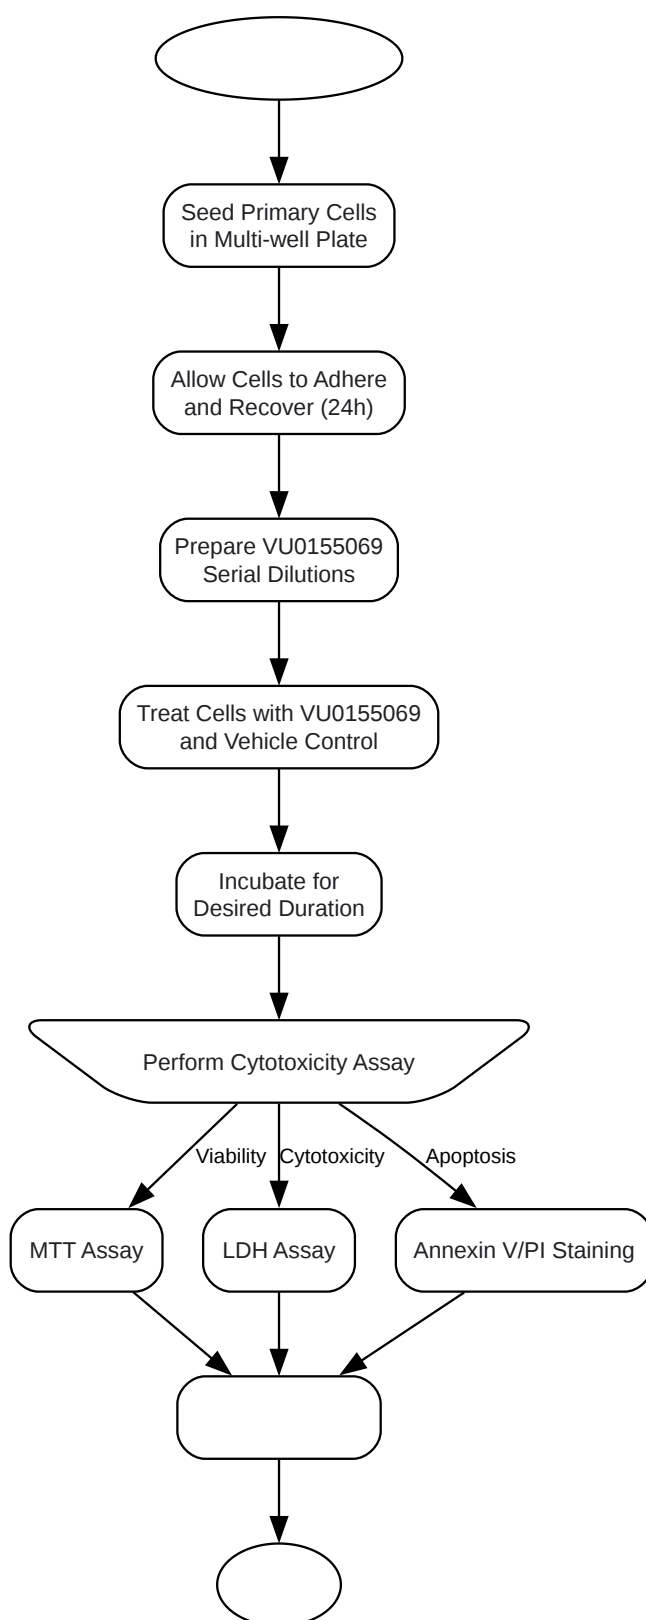 Seed Primary Cells
in Multi-well Plate
Allow Cells to Adhere
and Recover (24h)
Prepare VU0155069
Serial Dilutions
Treat Cells with VU0155069
and Vehicle Control
Incubate for
Desired Duration
Perform Cytotoxicity Assay
Viability
Cytotoxicity
Apoptosis
MTT Assay
LDH Assay
Annexin V/PI Staining